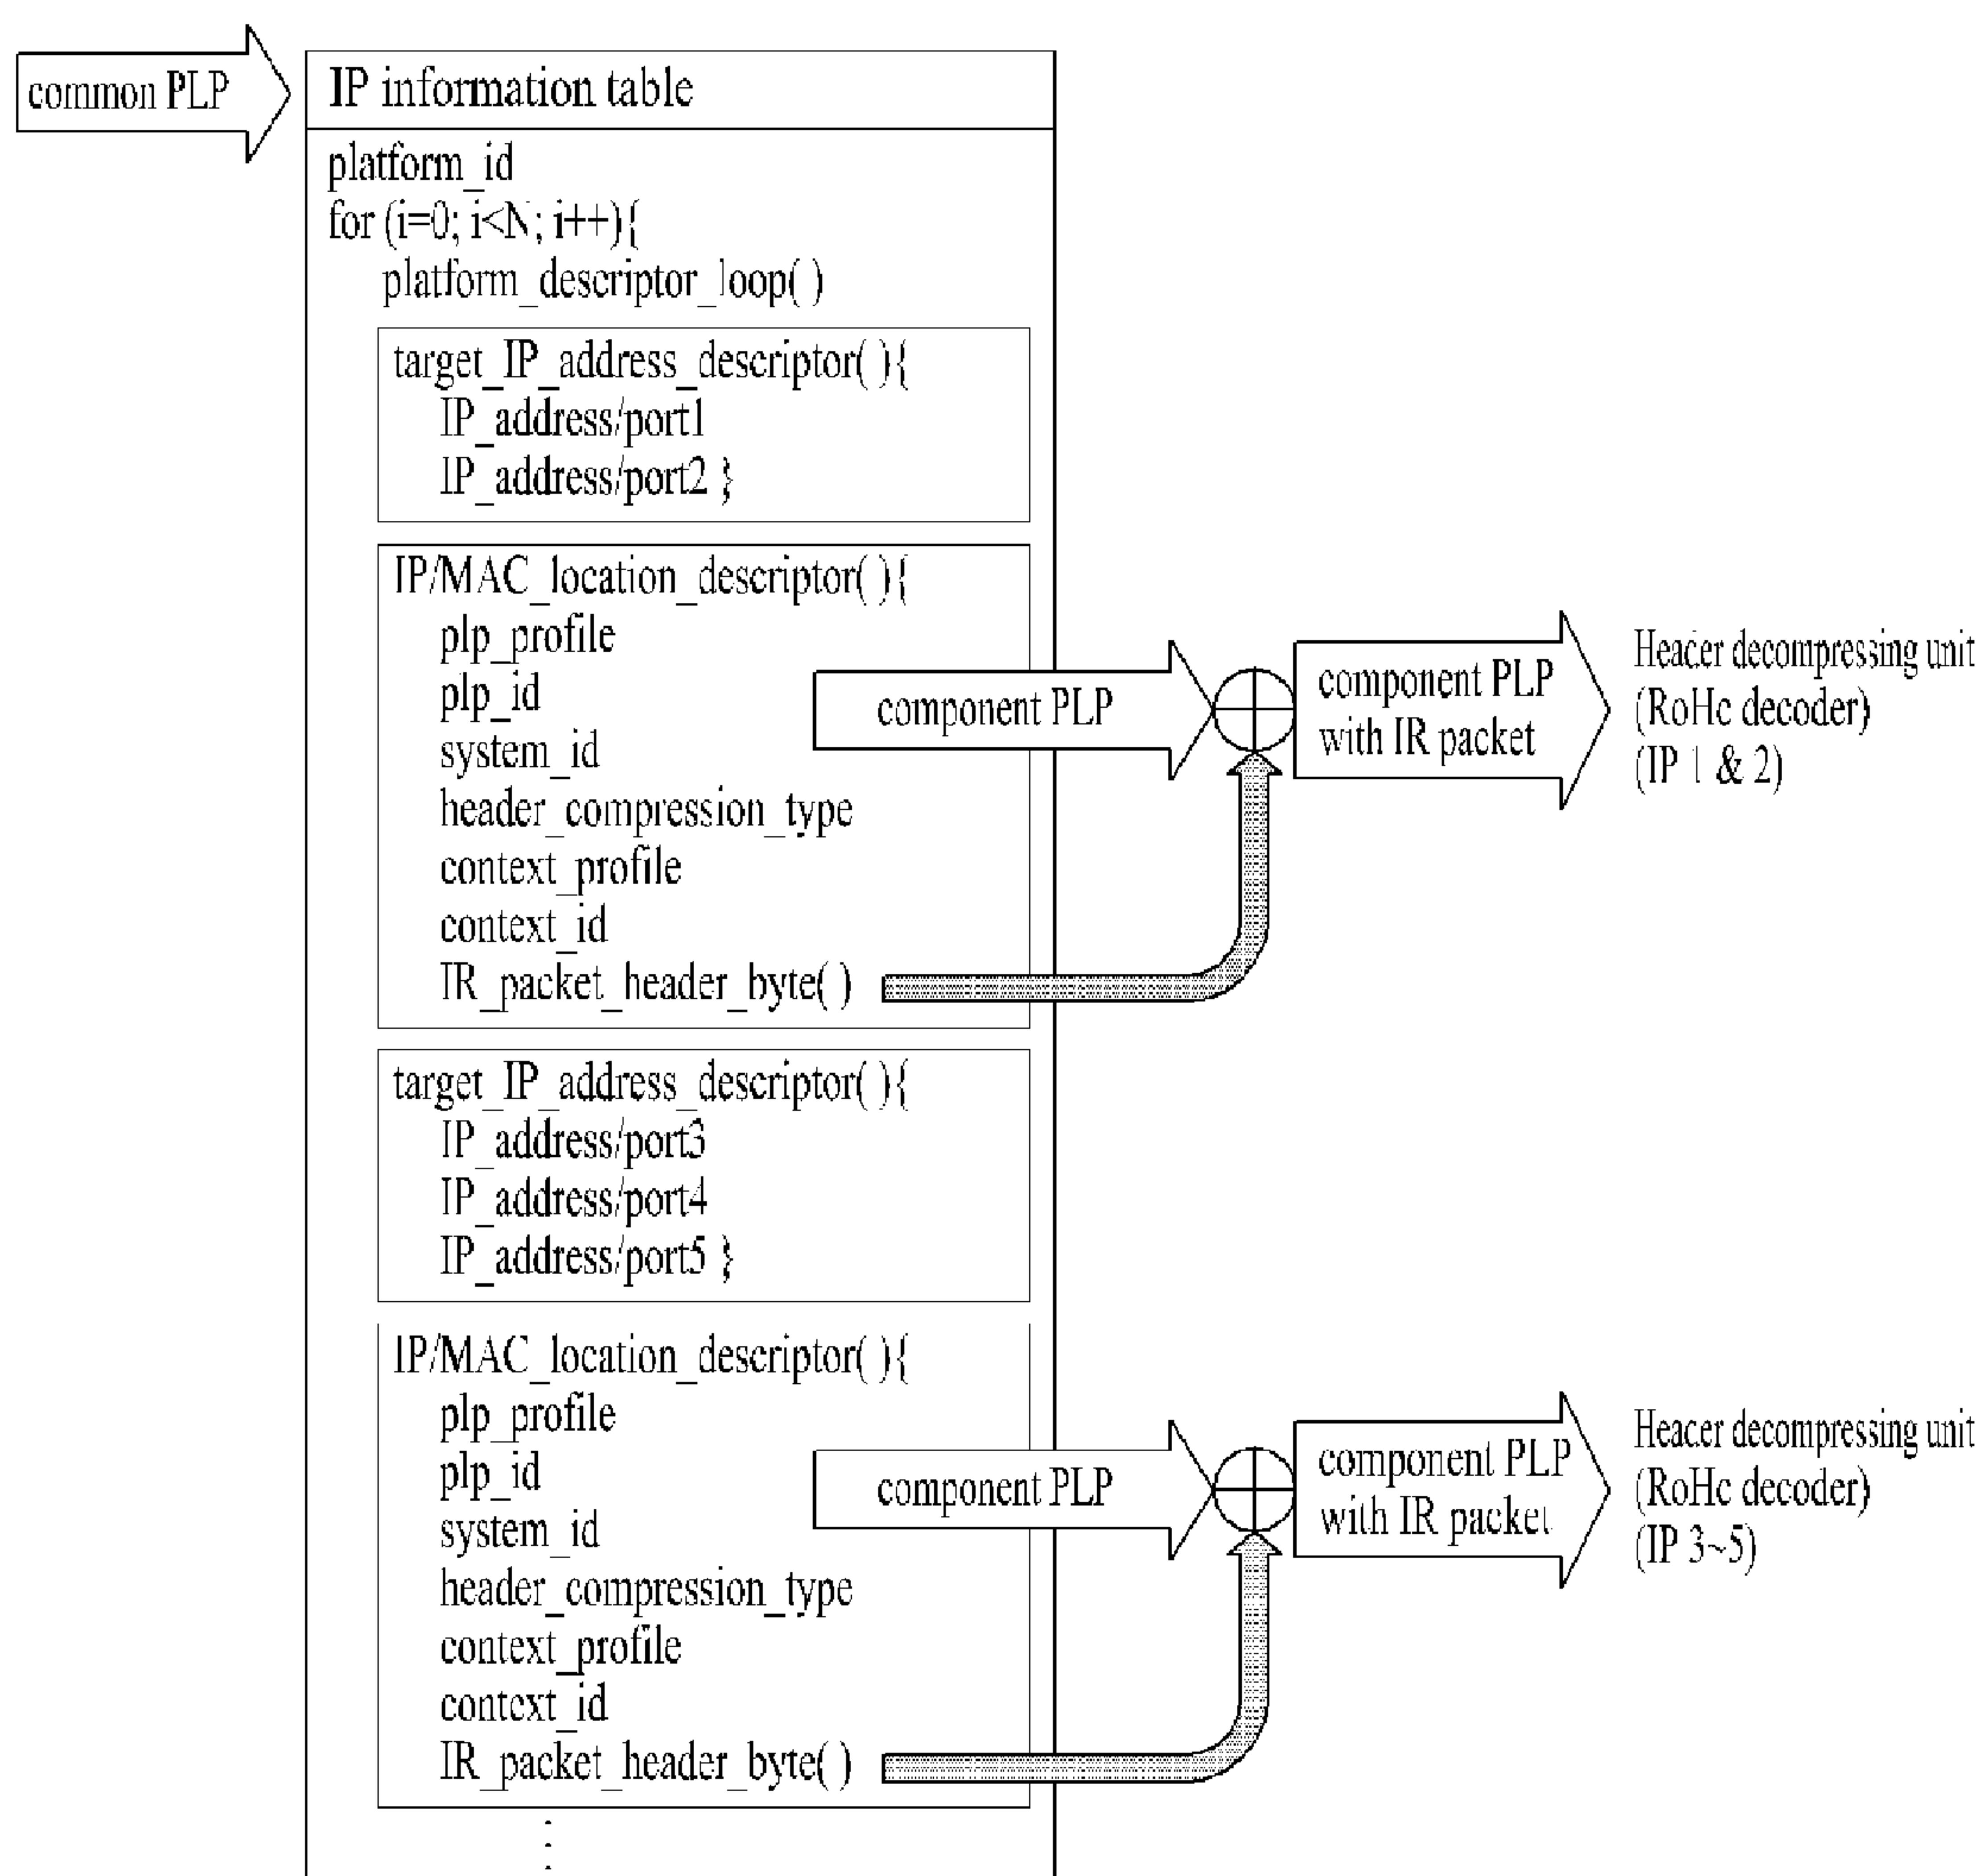 common PLP
IP information table
platform_id
for (i=0; i<N; i++){
platform_descriptor_loop( )
target_IP_address_descriptor( ){
IP_address/port1
IP_address/port2 }
IP/MAC_location_descriptor( ){
plp_profile
plp_id
system_id
header_compression_type
context_profile
context_id
IR_packet_header_byte( )
component PLP
component PLP
with IR packet
Heacer decompressing unit
(RoHc decoder)
(IP 1 & 2)
target_IP_address_descriptor( ){
IP_address/port3
IP_address/port4
IP_address/port5 }
IP/MAC_location_descriptor( ){
plp_profile
plp_id
system_id
header_compression_type
context_profile
context_id
IR_packet_header_byte( )
component PLP
component PLP
with IR packet
Heacer decompressing unit
(RoHc decoder)
(IP 3~5)